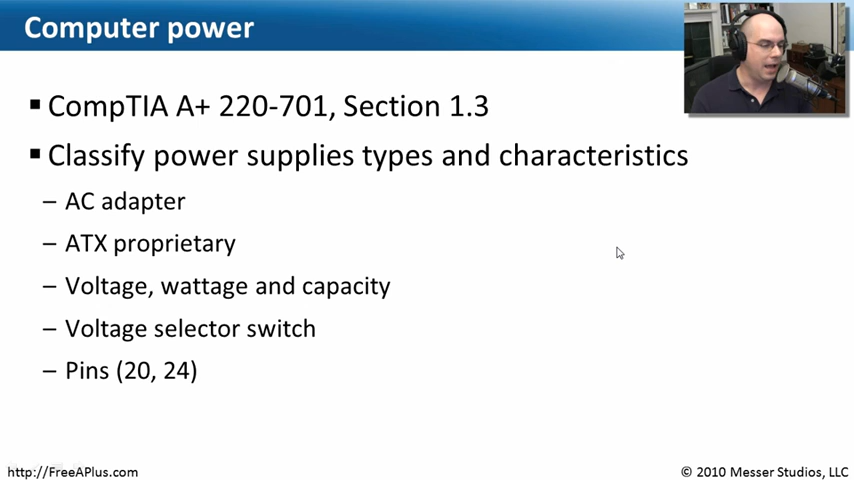 Computer power
▪ CompTIA A+ 220-701, Section 1.3
▪ Classify power supplies types and characteristics
– AC adapter
– ATX proprietary
– Voltage, wattage and capacity
– Voltage selector switch
– Pins (20, 24)
http://FreeAPlus.com
© 2010 Messer Studios, LLC